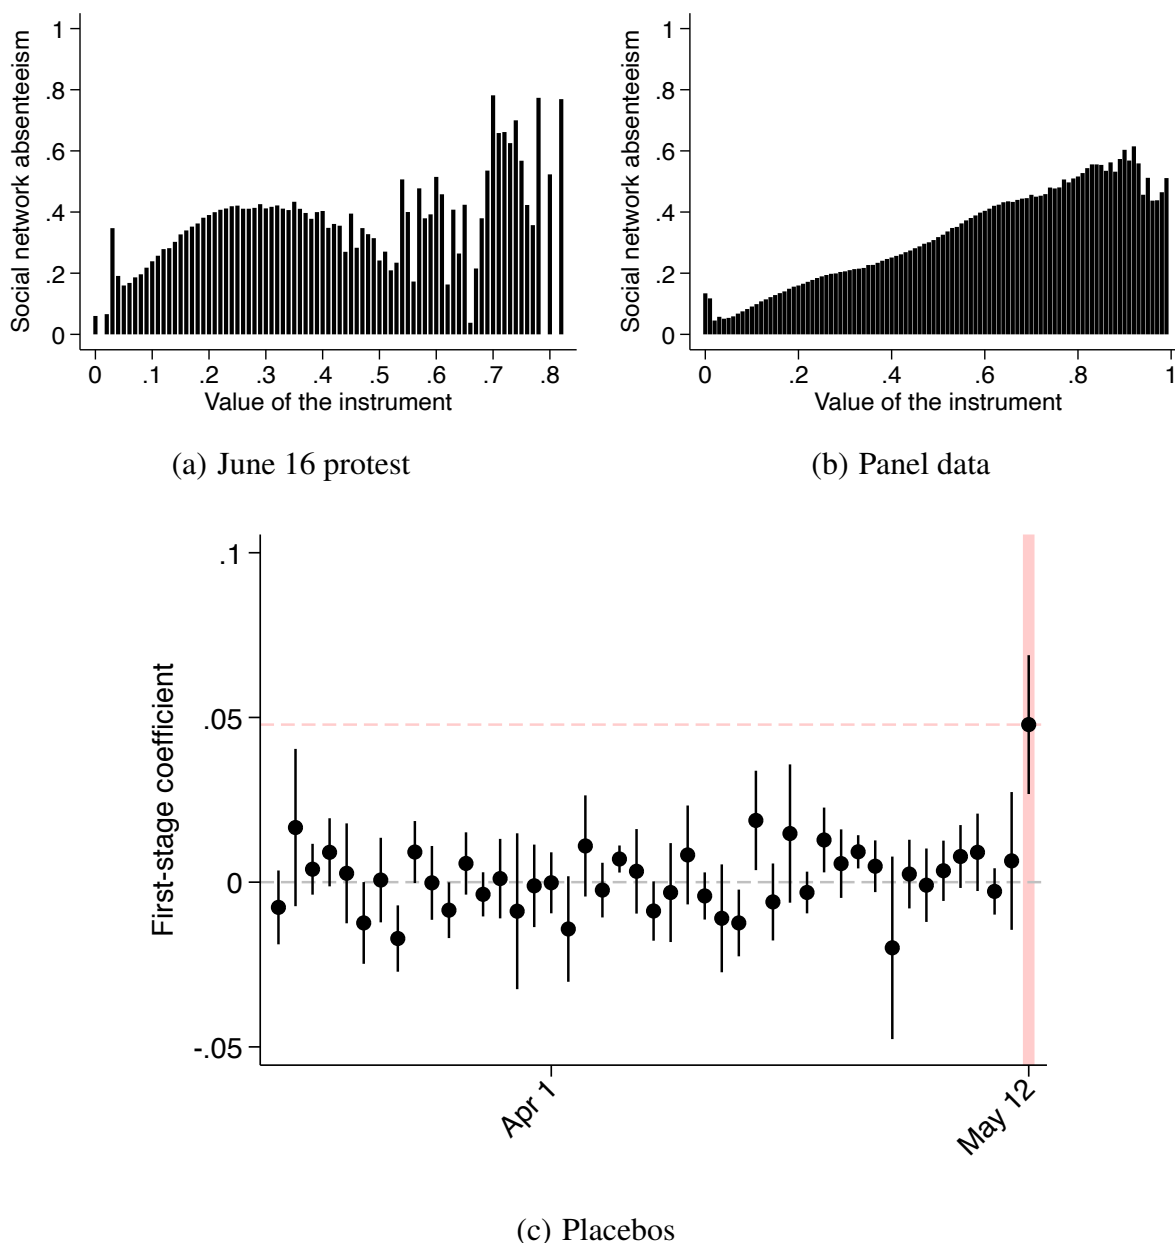 Social network absenteeism
1
.8
.6
.4
.2
0
0 .1 .2 .3 .4 .5 .6 .7 .8
Value of the instrument
(a) June 16 protest
Social network absenteeism
1
.8
.6
.4
.2
0
0 .2 .4 .6 .8 1
Value of the instrument
(b) Panel data
First-stage coefficient
.1
.05
0
-.05
Apr 1
May 12
(c) Placebos